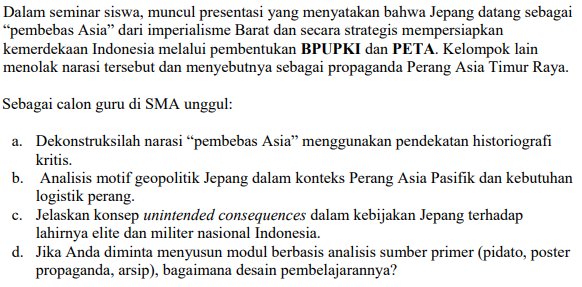 Dalam seminar siswa, muncul presentasi yang menyatakan bahwa Jepang datang sebagai
“pembebas Asia” dari imperialisme Barat dan secara strategis mempersiapkan
kemerdekaan Indonesia melalui pembentukan BPUPKI dan PETA. Kelompok lain
menolak narasi tersebut dan menyebutnya sebagai propaganda Perang Asia Timur Raya.
Sebagai calon guru di SMA unggul:
a. Dekonstruksilah narasi “pembebas Asia” menggunakan pendekatan historiografi
kritis.
b. Analisis motif geopolitik Jepang dalam konteks Perang Asia Pasifik dan kebutuhan
logistik perang.
c. Jelaskan konsep unintended consequences dalam kebijakan Jepang terhadap
lahirnya elite dan militer nasional Indonesia.
d. Jika Anda diminta menyusun modul berbasis analisis sumber primer (pidato, poster
propaganda, arsip), bagaimana desain pembelajarannya?